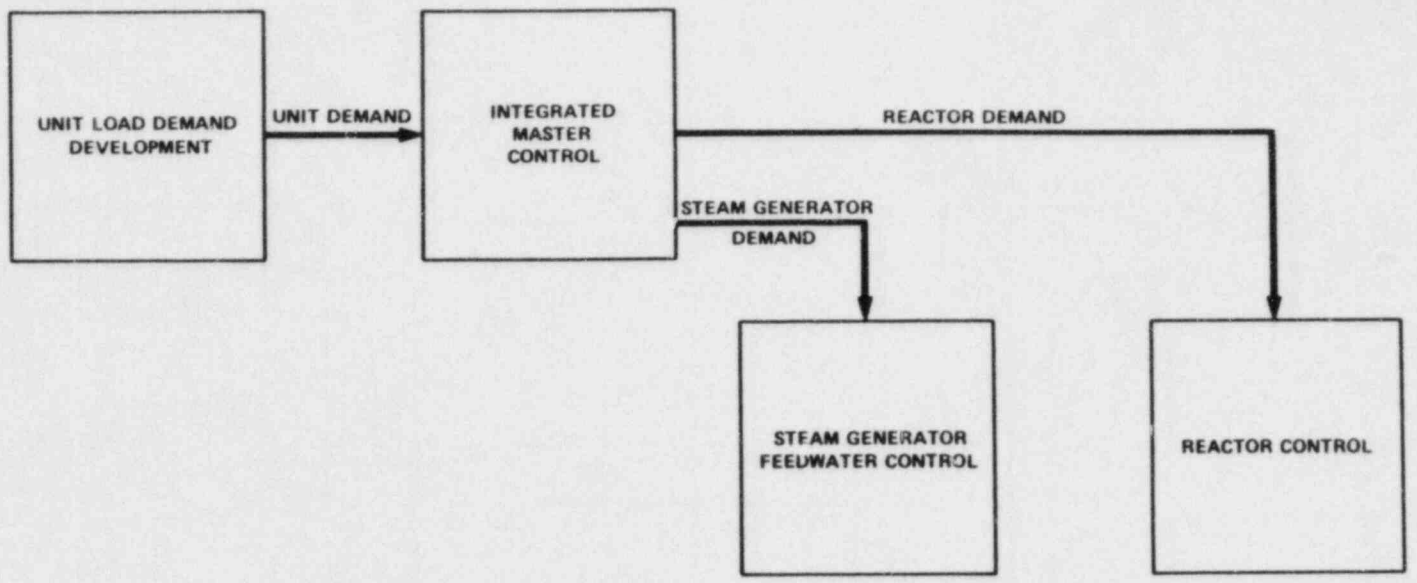 UNIT LOAD DEMAND
DEVELOPMENT
UNIT DEMAND
INTEGRATED
MASTER
CONTROL
REACTOR DEMAND
STEAM GENERATOR
DEMAND
STEAM GENERATOR
FEEDWATER CONTROL
REACTOR CONTROL